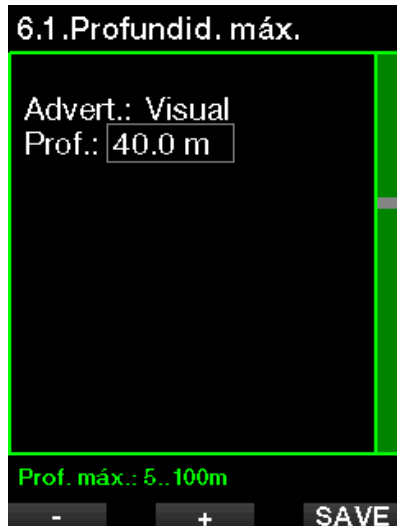 6.1.Profundid. máx.
Advert.: Visual
Prof.: 40.0 m
Prof. máx.: 5..100m
- + SAVE